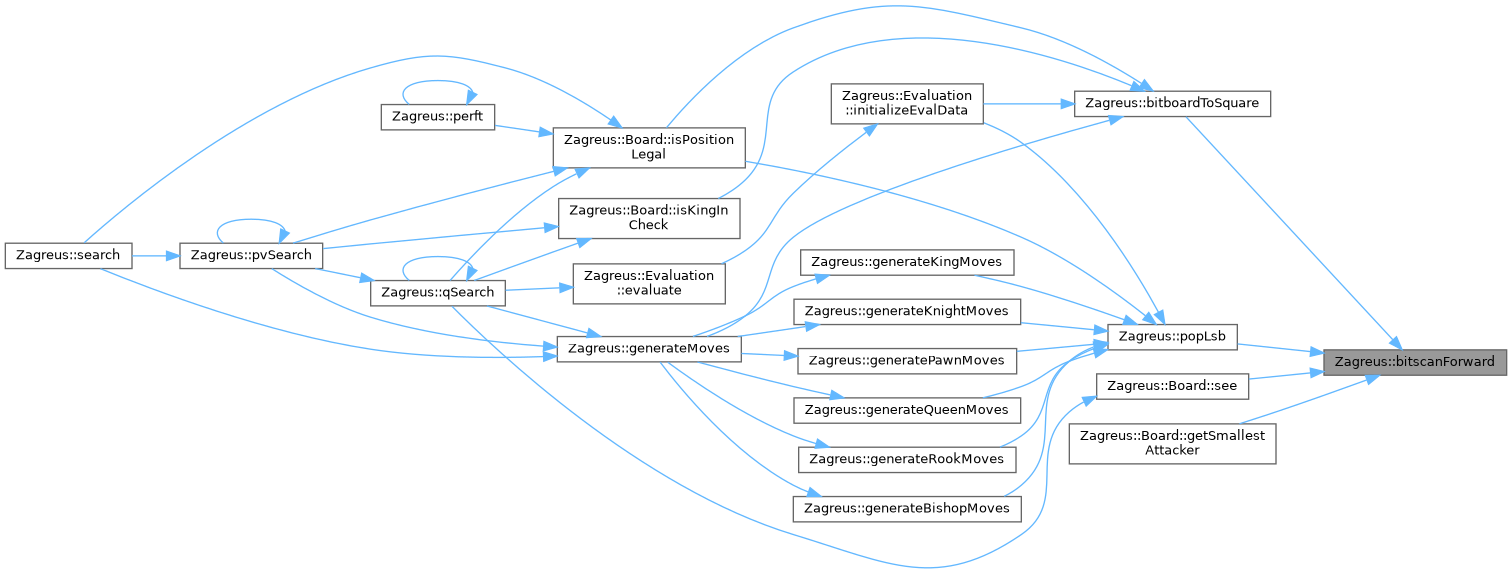 Zagreus::search
Zagreus::pvSearch
Zagreus::perft
Zagreus::qSearch
Zagreus::Board::isPosition
Legal
Zagreus::Board::isKingIn
Check
Zagreus::Evaluation
::evaluate
Zagreus::generateMoves
Zagreus::Evaluation
::initializeEvalData
Zagreus::generateKingMoves
Zagreus::generateKnightMoves
Zagreus::generatePawnMoves
Zagreus::generateQueenMoves
Zagreus::generateRookMoves
Zagreus::generateBishopMoves
Zagreus::bitboardToSquare
Zagreus::popLsb
Zagreus::Board::see
Zagreus::Board::getSmallest
Attacker
Zagreus::bitscanForward